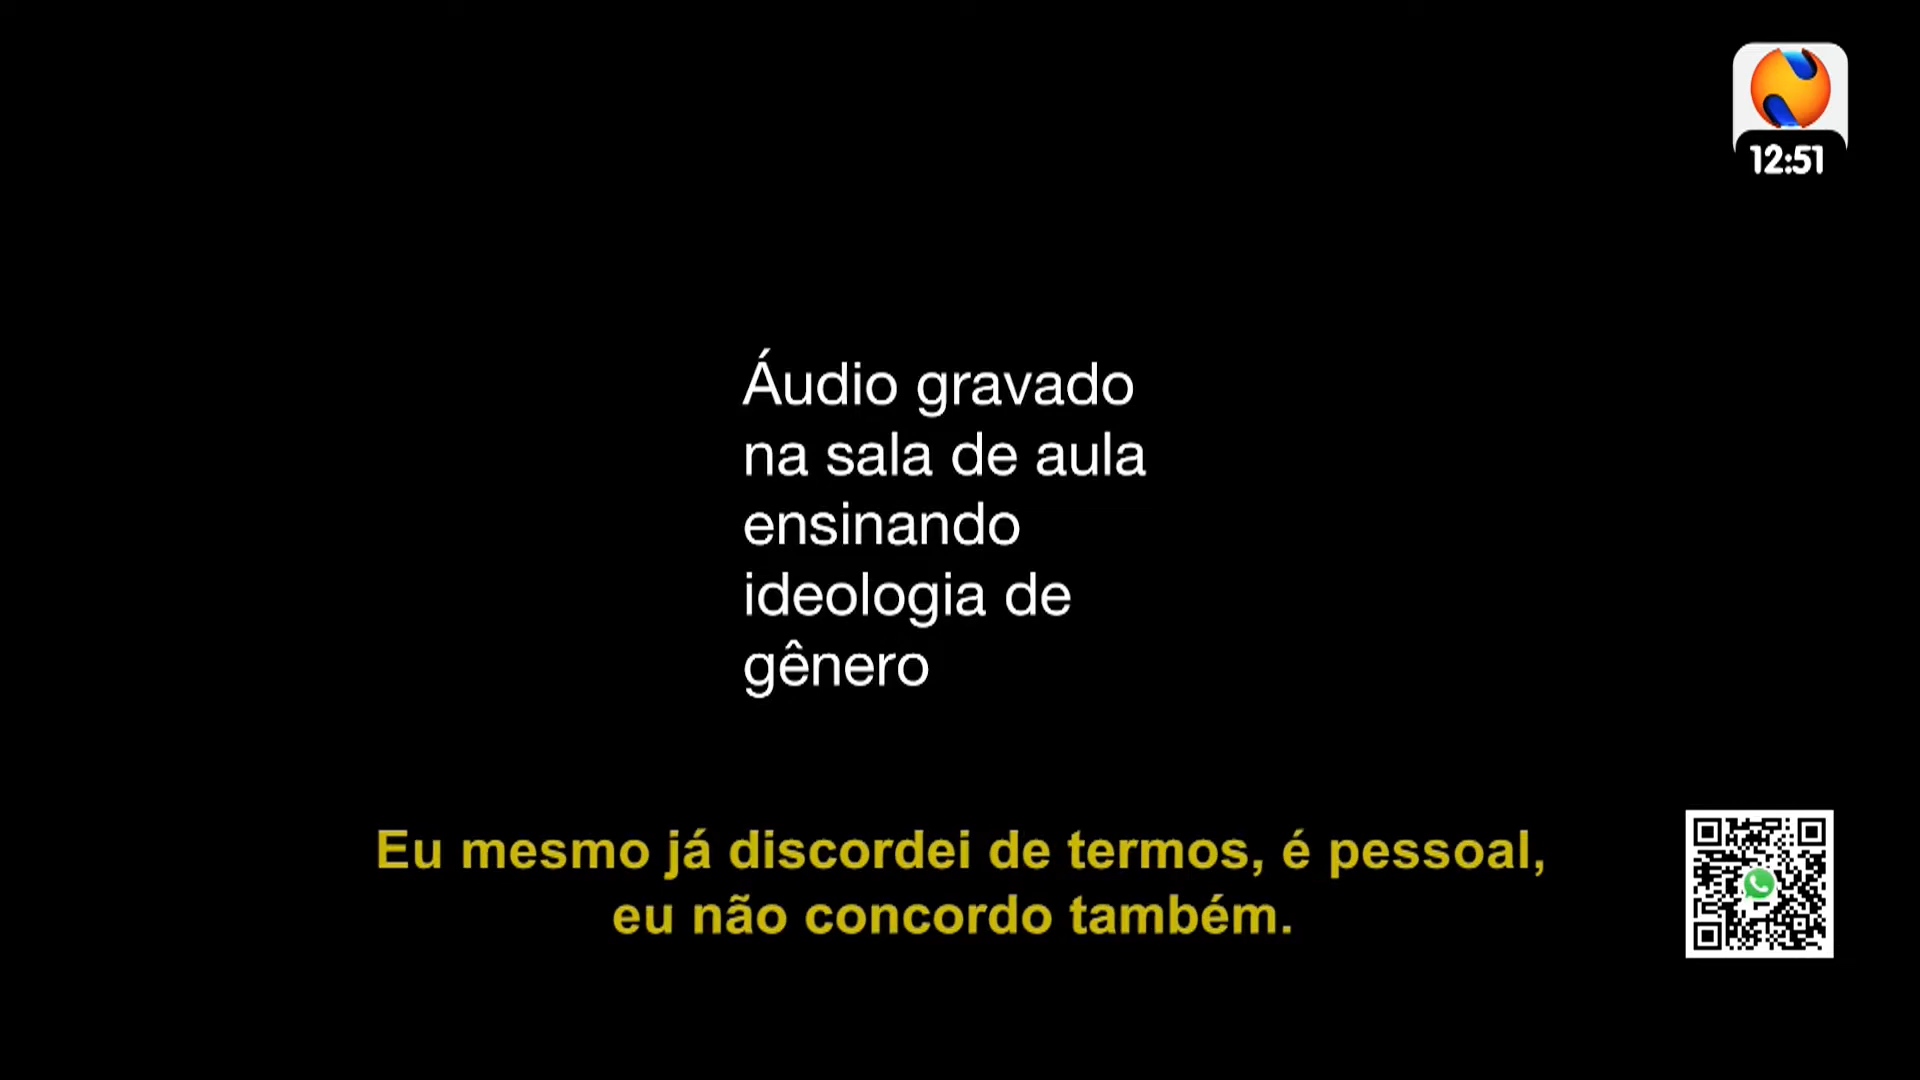 12:51
Áudio gravado
na sala de aula
ensinando
ideologia de
gênero
Eu mesmo já discordei de termos, é pessoal,
eu não concordo também.